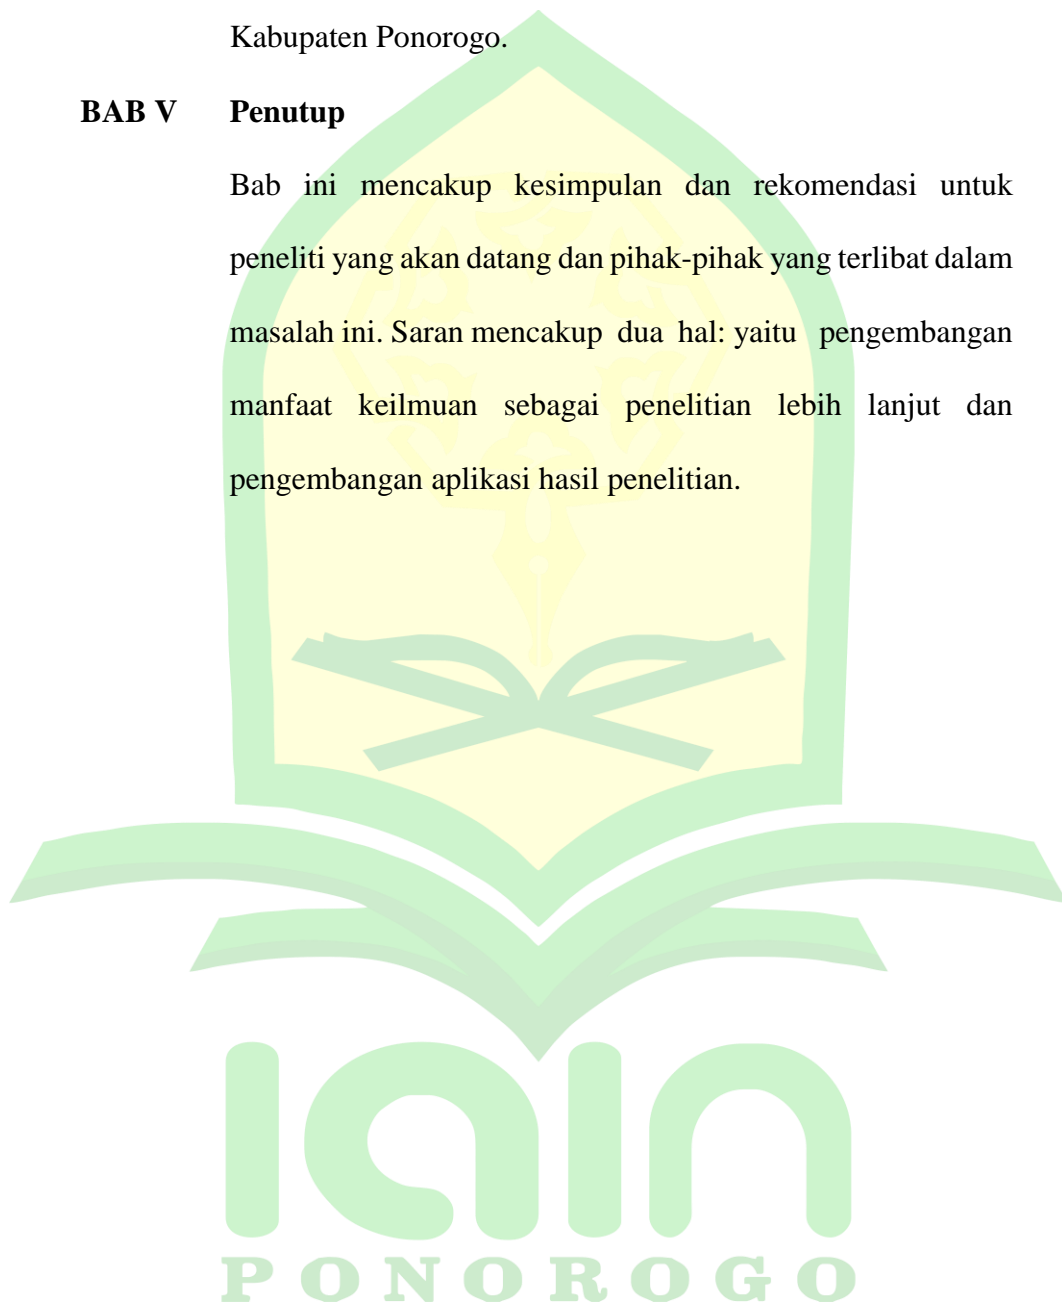 Kabupaten Ponorogo.
BAB V Penutup
Bab ini mencakup kesimpulan dan rekomendasi untuk
peneliti yang akan datang dan pihak-pihak yang terlibat dalam
masalah ini. Saran mencakup dua hal: yaitu pengembangan
manfaat keilmuan sebagai penelitian lebih lanjut dan
pengembangan aplikasi hasil penelitian.
iain
PONOROGO